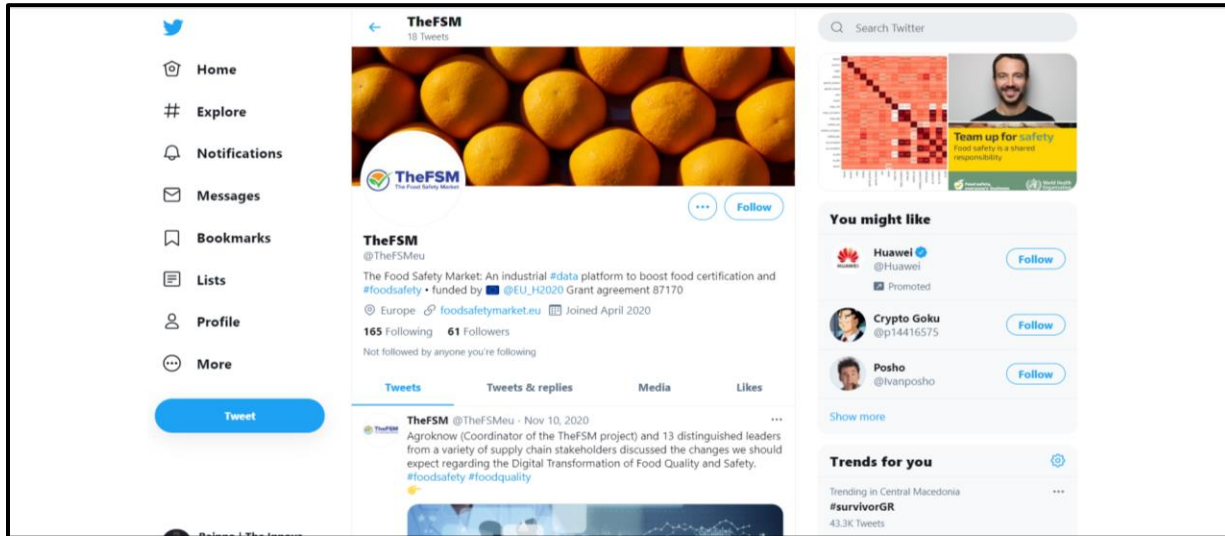 Home
Explore
Notifications
Messages
Bookmarks
Lists
Profile
More
Tweet
TheFSM
18 Tweets
TheFSM
The Food Safety Market
Follow
TheFSM
@TheFSMeu
The Food Safety Market: An industrial #data platform to boost food certification and
#foodsafety • funded by 🇪🇺 @EU_H2020 Grant agreement 87170
Europe foodsafetymarket.eu Joined April 2020
165 Following 61 Followers
Not followed by anyone you're following
Tweets Tweets & replies Media Likes
TheFSM @TheFSMeu · Nov 10, 2020
TheFSM
Agroknow (Coordinator of the TheFSM project) and 13 distinguished leaders
from a variety of supply chain stakeholders discussed the changes we should
expect regarding the Digital Transformation of Food Quality and Safety.
#foodsafety #foodquality
👉
Search Twitter
Team up for safety
Food safety is a shared
responsibility
World Health
Organization
You might like
Huawei
@Huawei
Follow
HUAWEI
Promoted
Crypto Goku
@p14416575
Follow
Posho
@Ivanposho
Follow
Show more
Trends for you
Trending in Central Macedonia
#survivorGR
43.3K Tweets